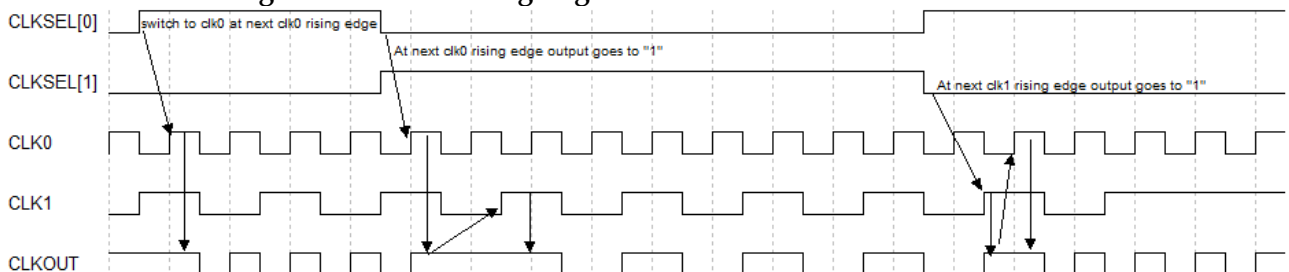 CLKSEL[0]
switch to clk0 at next clk0 rising edge
At next clk0 rising edge output goes to "1"
CLKSEL[1]
At next clk1 rising edge output goes to "1"
CLK0
CLK1
CLKOUT